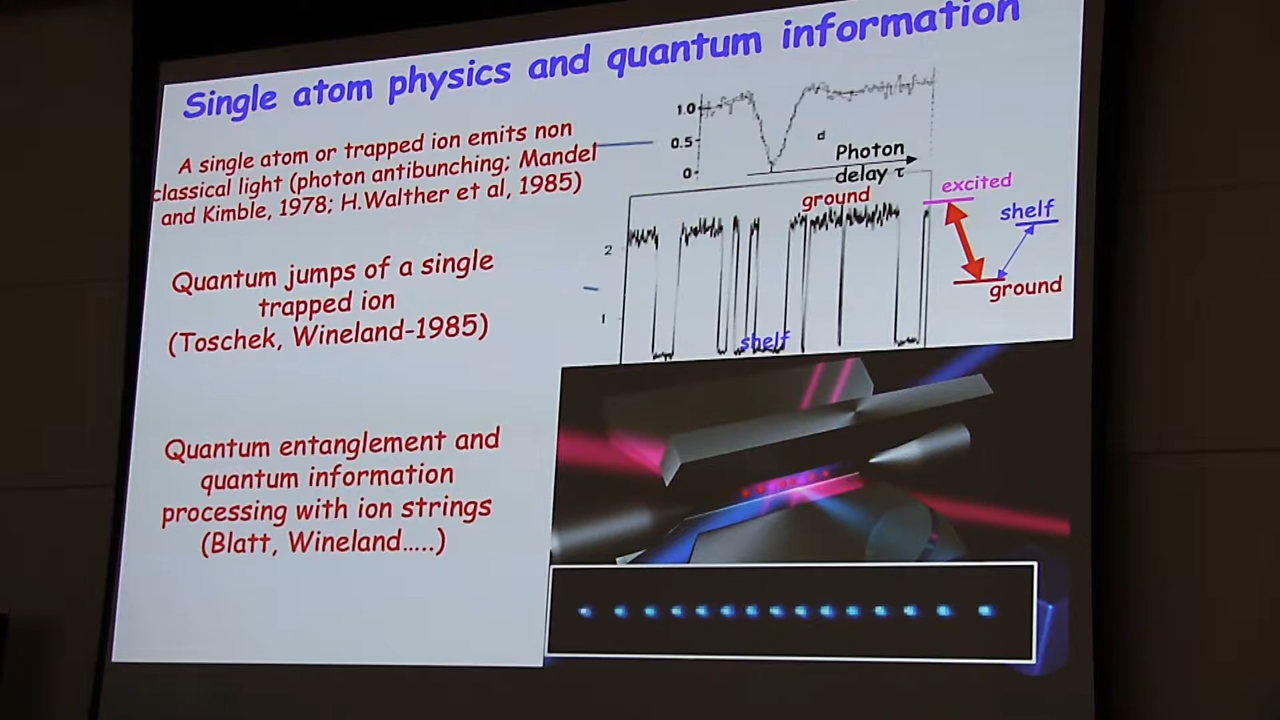 Single atom physics and quantum information
A single atom or trapped ion emits non
classical light (photon antibunching; Mandel
and Kimble, 1978; H.Walther et al, 1985)
1.0
0.5
0
d
Photon
delay τ
Quantum jumps of a single
trapped ion
(Toschek, Wineland-1985)
2
1
ground
shelf
excited
shelf
ground
Quantum entanglement and
quantum information
processing with ion strings
(Blatt, Wineland.....)